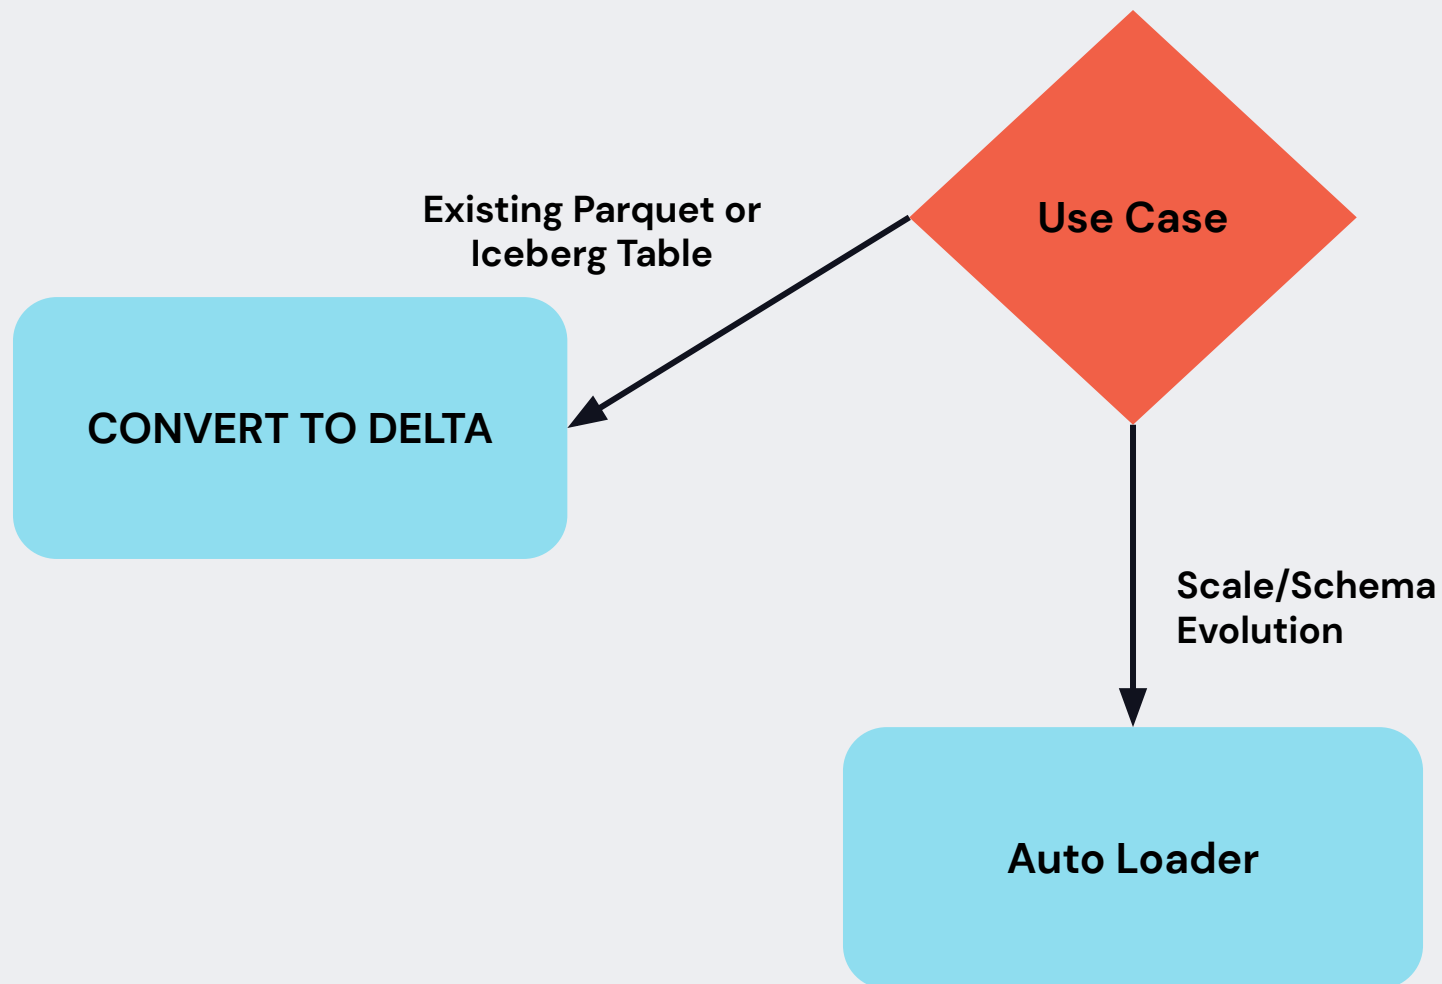 Use Case
Existing Parquet or
Iceberg Table
CONVERT TO DELTA
Scale/Schema
Evolution
Auto Loader